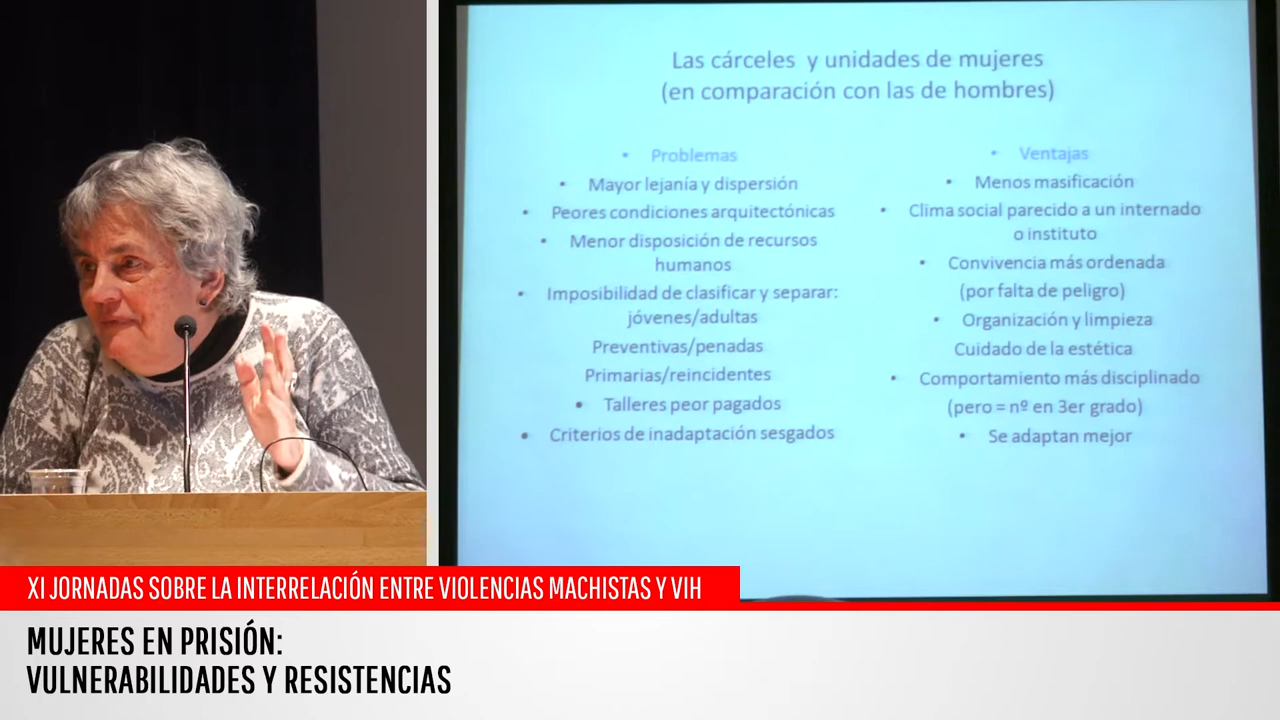 Las cárceles y unidades de mujeres
(en comparación con las de hombres)
• Problemas
• Mayor lejanía y dispersión
• Peores condiciones arquitectónicas
• Menor disposición de recursos
humanos
• Imposibilidad de clasificar y separar:
jóvenes/adultas
Preventivas/penadas
Primarias/reincidentes
• Talleres peor pagados
• Criterios de inadaptación sesgados
• Ventajas
• Menos masificación
• Clima social parecido a un internado
o instituto
• Convivencia más ordenada
(por falta de peligro)
• Organización y limpieza
Cuidado de la estética
• Comportamiento más disciplinado
(pero = nº en 3er grado)
• Se adaptan mejor
XI JORNADAS SOBRE LA INTERRELACIÓN ENTRE VIOLENCIAS MACHISTAS Y VIH
MUJERES EN PRISIÓN:
VULNERABILIDADES Y RESISTENCIAS